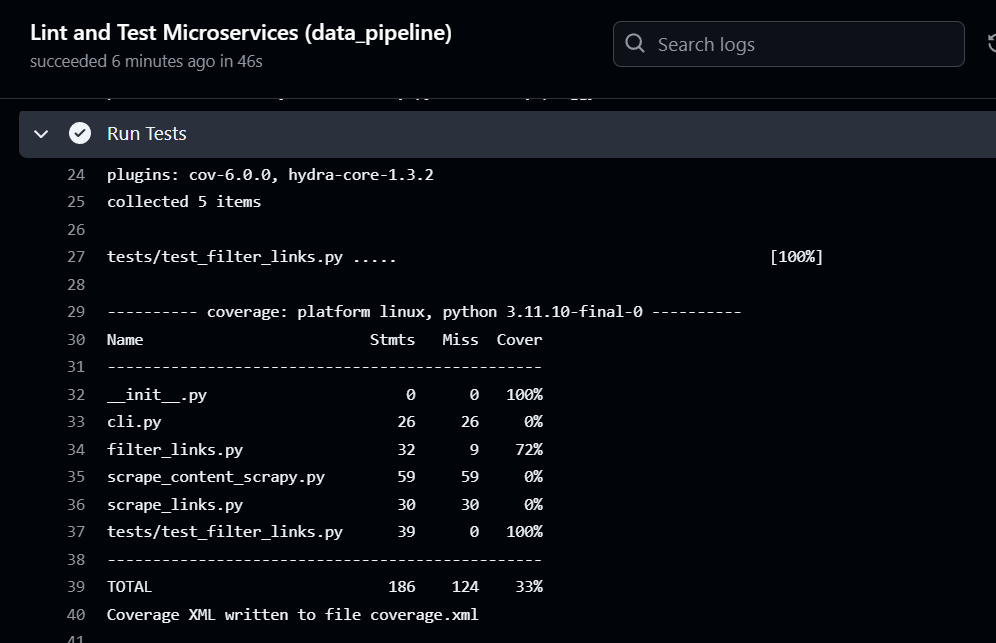 Lint and Test Microservices (data_pipeline)
succeeded 6 minutes ago in 46s
Search logs
Run Tests
24 plugins: cov-6.0.0, hydra-core-1.3.2
25 collected 5 items
26
27 tests/test_filter_links.py ..... [100%]
28
29 ---------- coverage: platform linux, python 3.11.10-final-0 ----------
30 Name Stmts Miss Cover
31 ------------------------------------------------
32 __init__.py 0 0 100%
33 cli.py 26 26 0%
34 filter_links.py 32 9 72%
35 scrape_content_scrapy.py 59 59 0%
36 scrape_links.py 30 30 0%
37 tests/test_filter_links.py 39 0 100%
38 ------------------------------------------------
39 TOTAL 186 124 33%
40 Coverage XML written to file coverage.xml
41